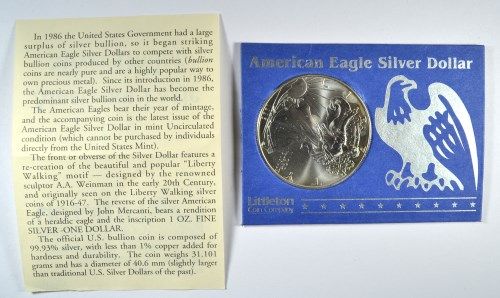 In 1986 the United States Government had a large
surplus of silver bullion, so it began striking
American Eagle Silver Dollars to compete with silver
bullion coins produced by other countries (bullion
coins are nearly pure and are a highly popular way to
own precious metal). Since its introduction in 1986,
the American Eagle Silver Dollar has become the
predominant silver bullion coin in the world.
The American Eagles bear their year of mintage,
and the accompanying coin is the latest issue of the
American Eagle Silver Dollar in mint Uncirculated
condition (which cannot be purchased by individuals
directly from the United States Mint).
The front or obverse of the Silver Dollar features a
re-creation of the beautiful and popular "Liberty
Walking" motif — designed by the renowned
sculptor A.A. Weinman in the early 20th Century,
and originally seen on the Liberty Walking silver
coins of 1916-47. The reverse of the silver American
Eagle, designed by John Mercanti, bears a rendition
of a heraldic eagle and the inscription 1 OZ. FINE
SILVER -ONE DOLLAR.
The official U.S. bullion coin is composed of
99.93% silver, with less than 1% copper added for
hardness and durability. The coin weighs 31.101
grams and has a diameter of 40.6 mm (slightly larger
than traditional U.S. Silver Dollars of the past).
American Eagle Silver Dollar
Littleton
Coin Company